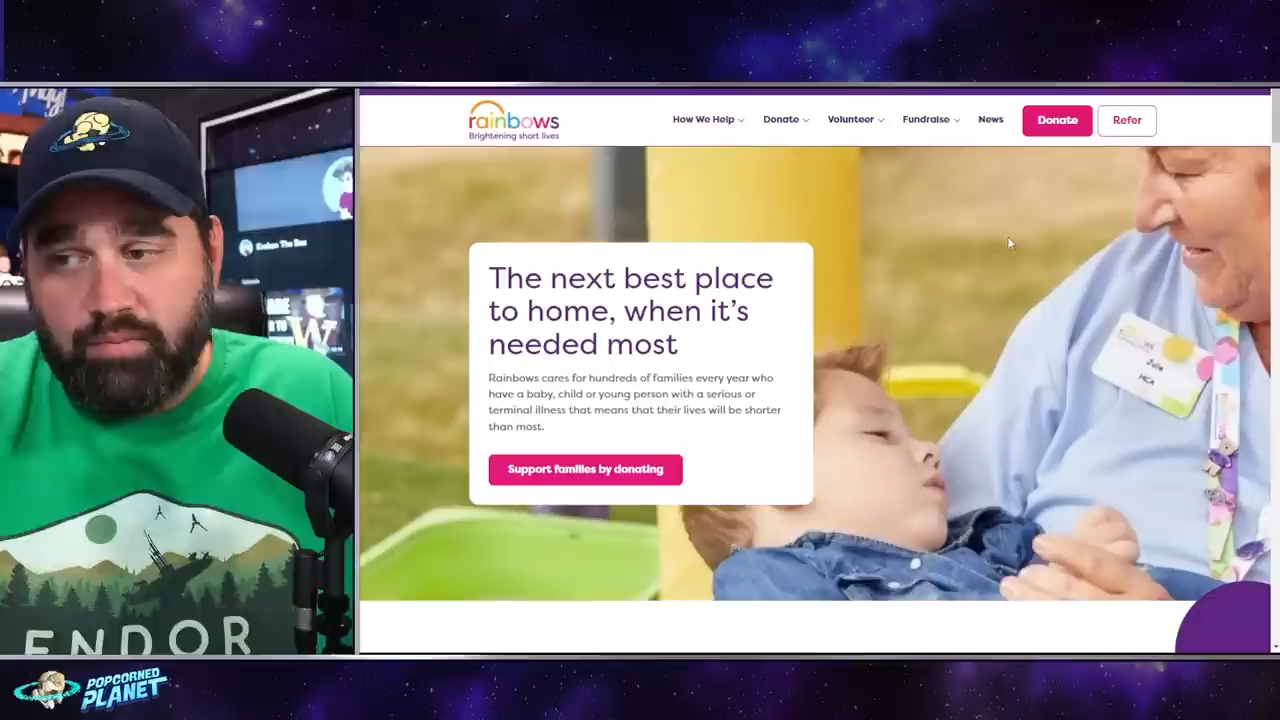 rainbows
Brightening short lives
How We Help
Donate
Volunteer
Fundraise
News
Donate
Refer
The next best place
to home, when it's
needed most
Rainbows cares for hundreds of families every year who
have a baby, child or young person with a serious or
terminal illness that means that their lives will be shorter
than most.
Support families by donating
Julie
HCA
ENDOR
POPCORNED
PLANET